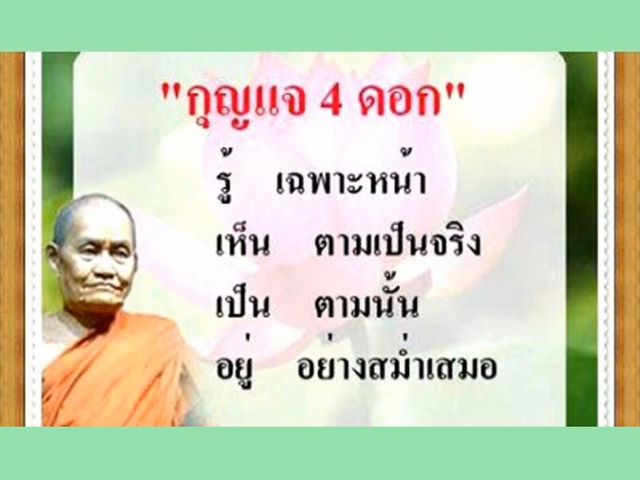 "กุญแจ 4 ดอก"
รู้ เฉพาะหน้า
เห็น ตามเป็นจริง
เป็น ตามนั้น
อยู่ อย่างสม่ำเสมอ